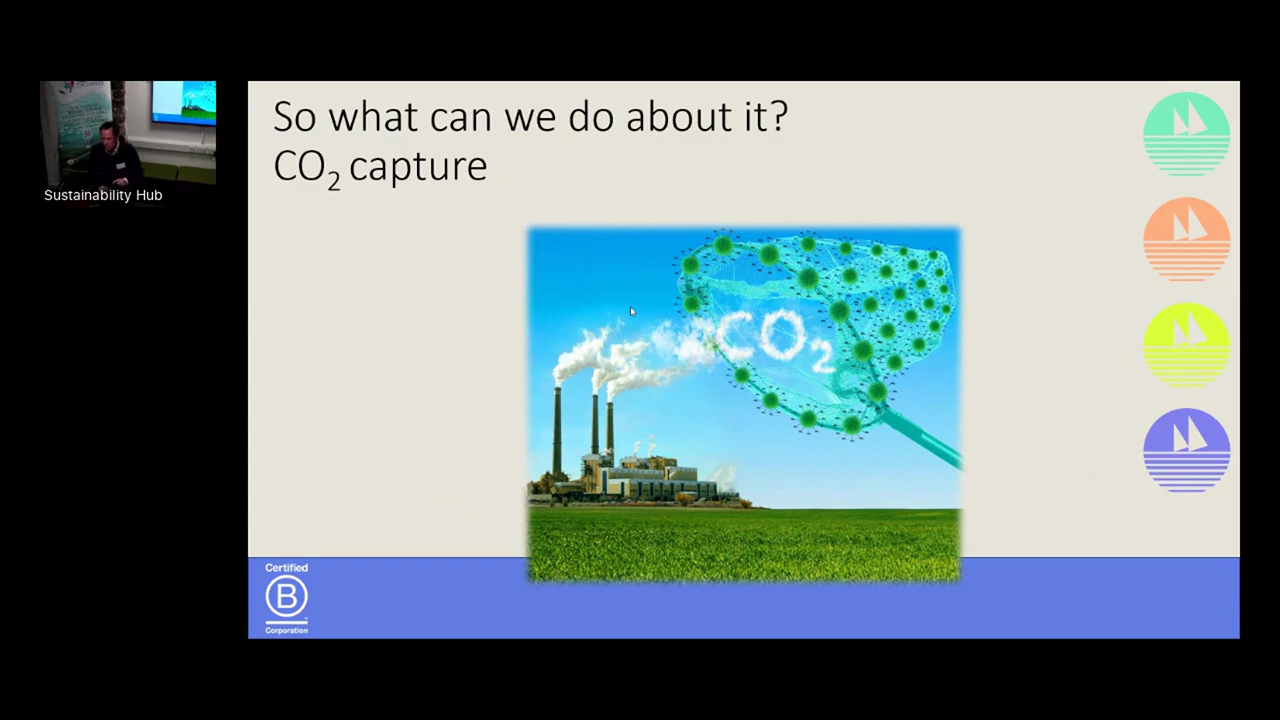 So what can we do about it?
CO₂ capture
CO₂
Sustainability Hub
Certified
B
Corporation